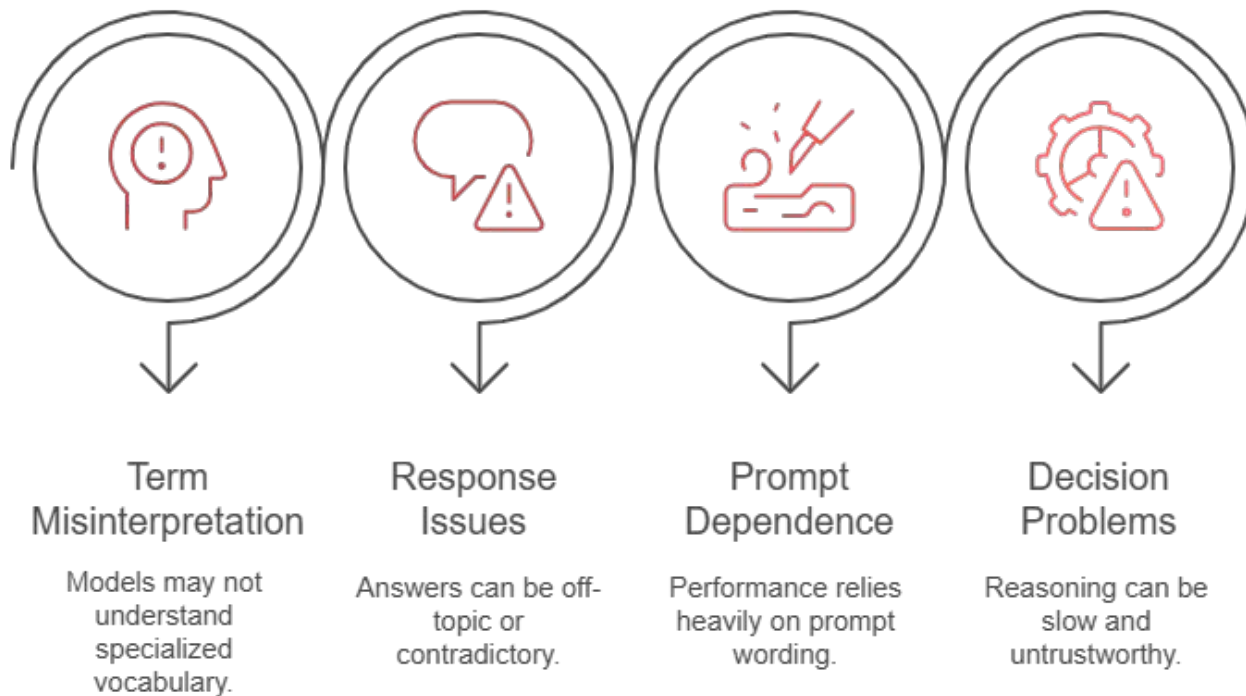 Term
Misinterpretation
Models may not
understand
specialized
vocabulary.
Response
Issues
Answers can be off-
topic or
contradictory.
Prompt
Dependence
Performance relies
heavily on prompt
wording.
Decision
Problems
Reasoning can be
slow and
untrustworthy.